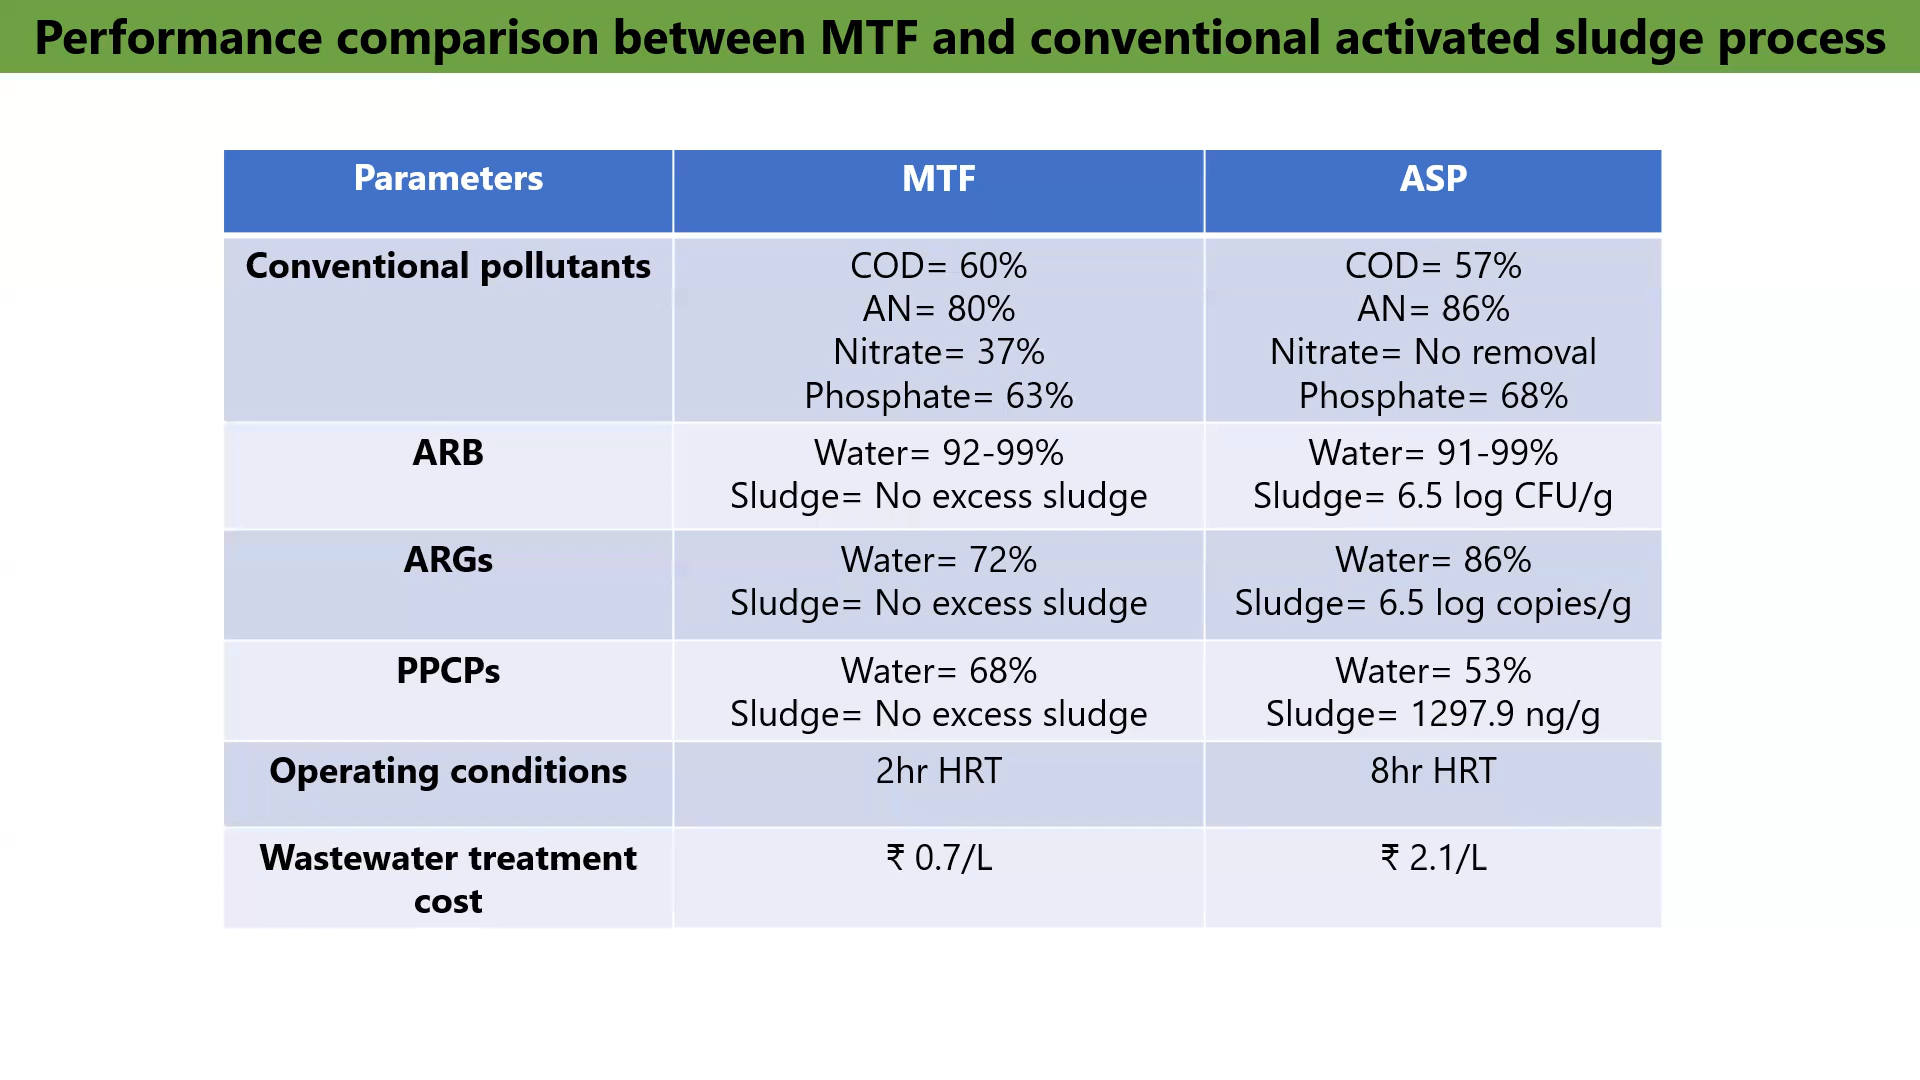 Performance comparison between MTF and conventional activated sludge process
Parameters
MTF
ASP
Conventional pollutants
COD= 60%
AN= 80%
Nitrate= 37%
Phosphate= 63%
COD= 57%
AN= 86%
Nitrate= No removal
Phosphate= 68%
ARB
Water= 92-99%
Sludge= No excess sludge
Water= 91-99%
Sludge= 6.5 log CFU/g
ARGs
Water= 72%
Sludge= No excess sludge
Water= 86%
Sludge= 6.5 log copies/g
PPCPs
Water= 68%
Sludge= No excess sludge
Water= 53%
Sludge= 1297.9 ng/g
Operating conditions
2hr HRT
8hr HRT
Wastewater treatment
cost
₹ 0.7/L
₹ 2.1/L